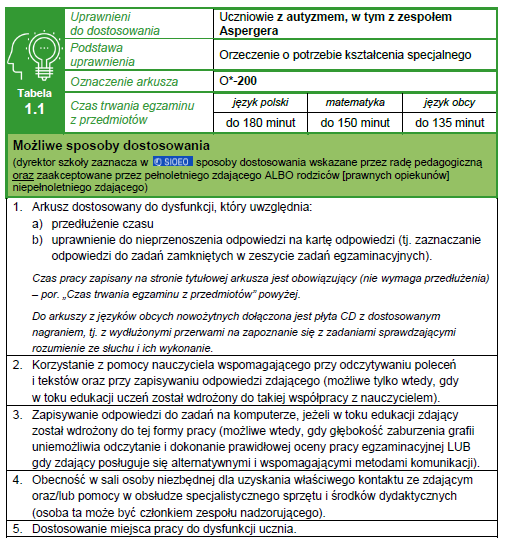 Tabela
1.1
Uprawnieni
do dostosowania
Uczniowie z autyzmem, w tym z zespołem
Aspergera
Podstawa
uprawnienia
Orzeczenie o potrzebie kształcenia specjalnego
Oznaczenie arkusza
O*-200
Czas trwania egzaminu
z przedmiotów
język polski
matematyka
język obcy
do 180 minut
do 150 minut
do 135 minut
Możliwe sposoby dostosowania
(dyrektor szkoły zaznacza w SIOEO sposoby dostosowania wskazane przez radę pedagogiczną
oraz zaakceptowane przez pełnoletniego zdającego ALBO rodziców [prawnych opiekunów]
niepełnoletniego zdającego)
1. Arkusz dostosowany do dysfunkcji, który uwzględnia:
a) przedłużenie czasu
b) uprawnienie do nieprzenoszenia odpowiedzi na kartę odpowiedzi (tj. zaznaczanie
odpowiedzi do zadań zamkniętych w zeszycie zadań egzaminacyjnych).
Czas pracy zapisany na stronie tytułowej arkusza jest obowiązujący (nie wymaga przedłużenia)
– por. „Czas trwania egzaminu z przedmiotów” powyżej.
Do arkuszy z języków obcych nowożytnych dołączona jest płyta CD z dostosowanym
nagraniem, tj. z wydłużonymi przerwami na zapoznanie się z zadaniami sprawdzającymi
rozumienie ze słuchu i ich wykonanie.
2. Korzystanie z pomocy nauczyciela wspomagającego przy odczytywaniu poleceń
i tekstów oraz przy zapisywaniu odpowiedzi zdającego (możliwe tylko wtedy, gdy
w toku edukacji uczeń został wdrożony do takiej współpracy z nauczycielem).
3. Zapisywanie odpowiedzi do zadań na komputerze, jeżeli w toku edukacji zdający
został wdrożony do tej formy pracy (możliwe wtedy, gdy głębokość zaburzenia grafii
uniemożliwia odczytanie i dokonanie prawidłowej oceny pracy egzaminacyjnej LUB
gdy zdający posługuje się alternatywnymi i wspomagającymi metodami komunikacji).
4. Obecność w sali osoby niezbędnej dla uzyskania właściwego kontaktu ze zdającym
oraz/lub pomocy w obsłudze specjalistycznego sprzętu i środków dydaktycznych
(osoba ta może być członkiem zespołu nadzorującego).
5. Dostosowanie miejsca pracy do dysfunkcji ucznia.